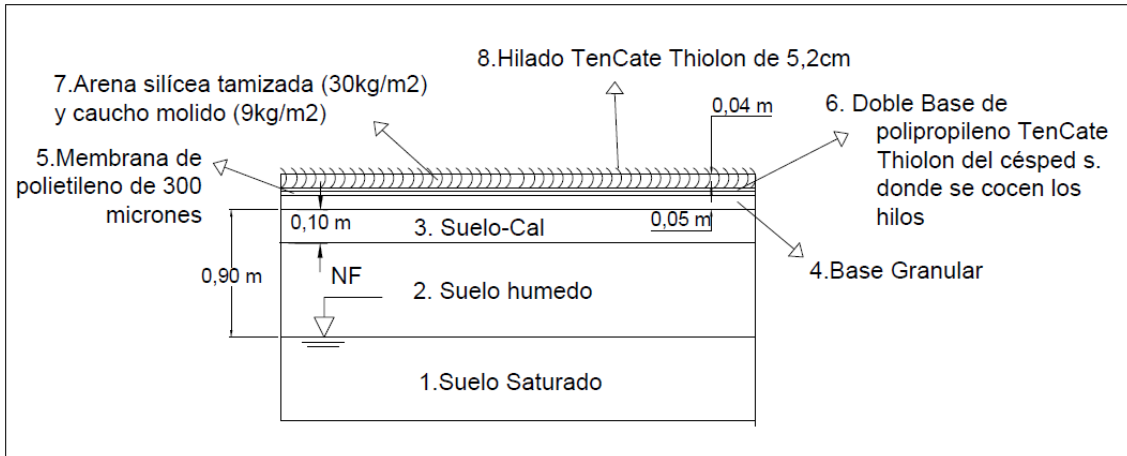 8.Hilado TenCate Thiolon de 5,2cm
7.Arena silícea tamizada (30kg/m2)
y caucho molido (9kg/m2)
0,04 m
6. Doble Base de
polipropileno TenCate
Thiolon del césped s.
donde se cocen los
hilos
5.Membrana de
polietileno de 300
micrones
0,10 m
3. Suelo-Cal
0,05 m
4.Base Granular
0,90 m
NF
2. Suelo humedo
1.Suelo Saturado